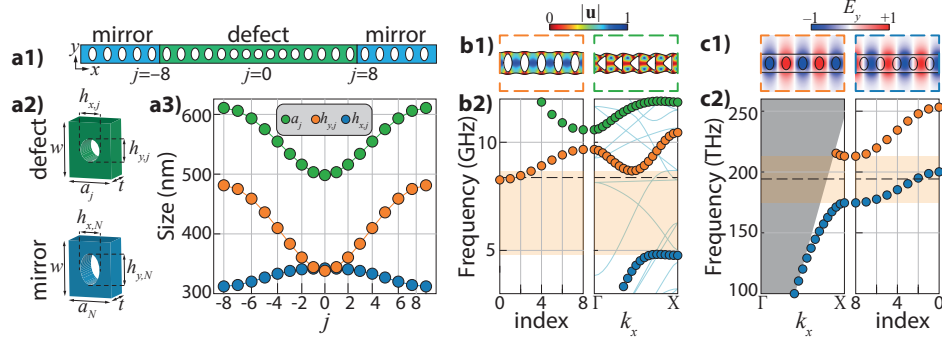 a1)
mirror
defect
mirror
y
x
j=−8
j=0
j=8
a2)
defect
h_{x,j}
w
h_{y,j}
a_j
t
mirror
h_{x,N}
w
h_{y,N}
a_N
t
a3)
a_j
h_{y,j}
h_{x,j}
Size (nm)
600
500
400
300
-8 -6 -4 -2 0 2 4 6 8
j
b1)
0
|u|
1
b2)
Frequency (GHz)
10
5
0 4 8
index
Γ X
k_x
c1)
−1
E_y
+1
c2)
Frequency (THz)
250
200
150
100
Γ X
k_x
8 4 0
index